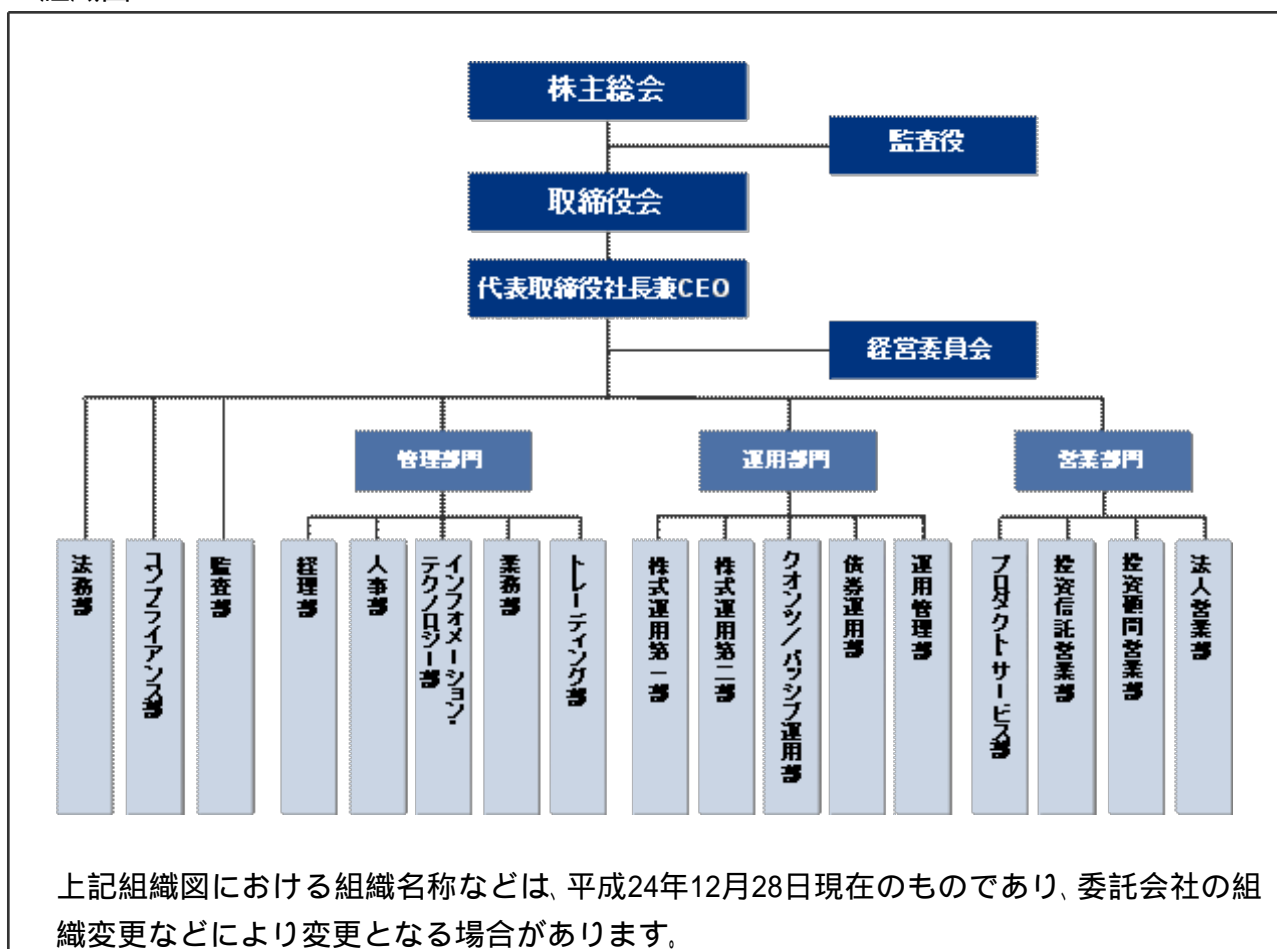 株主総会
監査役
取締役会
代表取締役社長兼CEO
経営委員会
管理部門
運用部門
営業部門
法務部
コンプライアンス部
監査部
経理部
人事部
インフォメーション・
テクノロジー部
業務部
トレーディング部
株式運用第一部
株式運用第二部
クオンツ/パッシブ運用部
債券運用部
運用管理部
プロダクト・サービス部
投資信託営業部
投資顧問営業部
法人営業部
上記組織図における組織名称などは、平成24年12月28日現在のものであり、委託会社の組
織変更などにより変更となる場合があります。